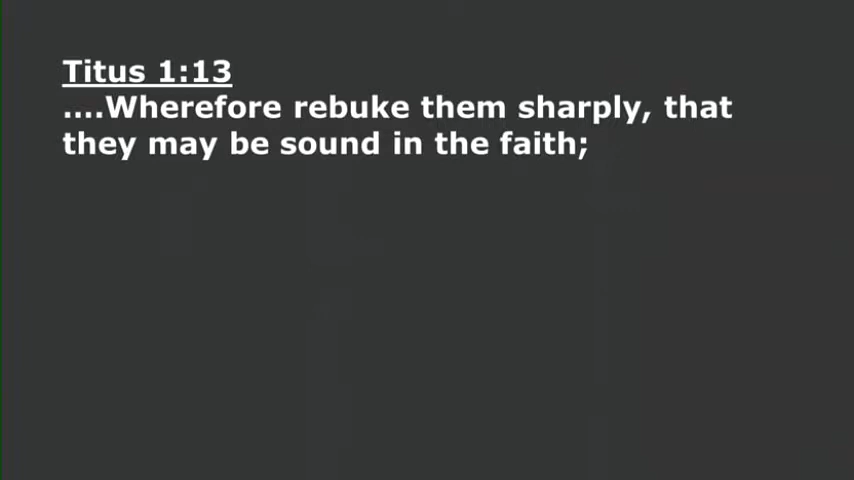 Titus 1:13
....Wherefore rebuke them sharply, that
they may be sound in the faith;